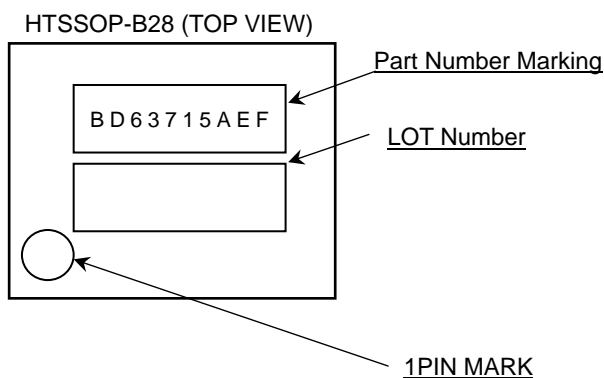 HTSSOP-B28 (TOP VIEW)
Part Number Marking
BD63715AEF
LOT Number
1PIN MARK